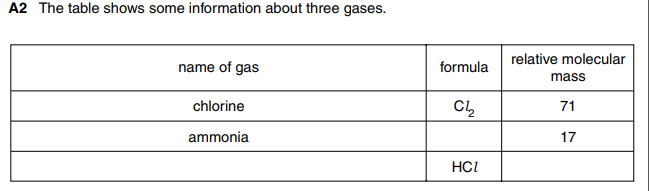 A2 The table shows some information about three gases.
name of gas formula relative molecular mass
chlorine Cl₂ 71
ammonia 17
HCl